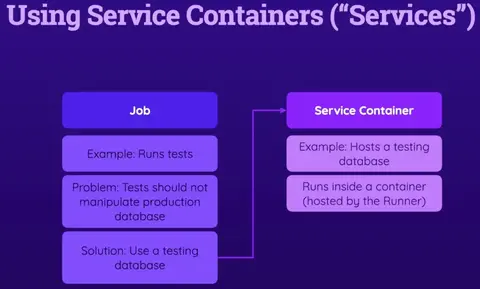 Using Service Containers (“Services”)
Job
Example: Runs tests
Problem: Tests should not
manipulate production
database
Solution: Use a testing
database
Service Container
Example: Hosts a testing
database
Runs inside a container
(hosted by the Runner)